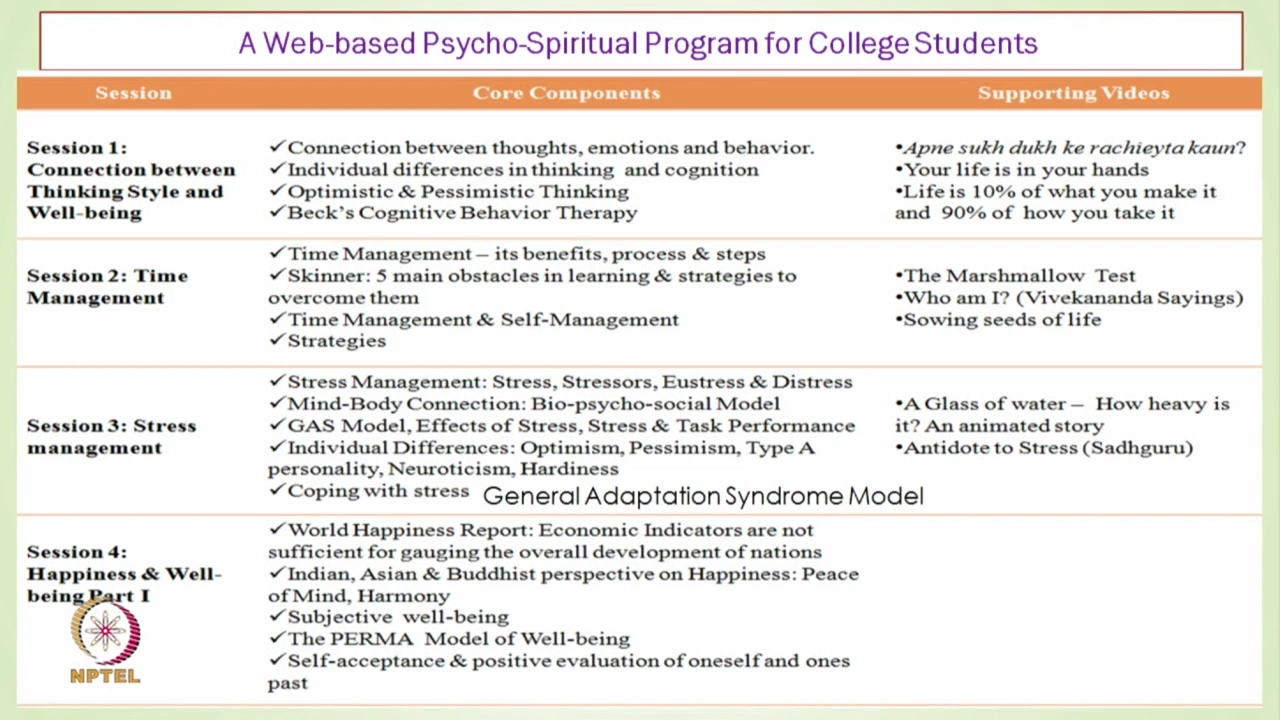 A Web-based Psycho-Spiritual Program for College Students
Session Core Components Supporting Videos
Session 1:
Connection between
Thinking Style and
Well-being
✓Connection between thoughts, emotions and behavior.
✓Individual differences in thinking and cognition
✓Optimistic & Pessimistic Thinking
✓Beck's Cognitive Behavior Therapy
•Apne sukh dukh ke rachieyta kaun?
•Your life is in your hands
•Life is 10% of what you make it
and 90% of how you take it
Session 2: Time
Management
✓Time Management – its benefits, process & steps
✓Skinner: 5 main obstacles in learning & strategies to
overcome them
✓Time Management & Self-Management
✓Strategies
•The Marshmallow Test
•Who am I? (Vivekananda Sayings)
•Sowing seeds of life
Session 3: Stress
management
✓Stress Management: Stress, Stressors, Eustress & Distress
✓Mind-Body Connection: Bio-psycho-social Model
✓GAS Model, Effects of Stress, Stress & Task Performance
✓Individual Differences: Optimism, Pessimism, Type A
personality, Neuroticism, Hardiness
✓Coping with stress General Adaptation Syndrome Model
•A Glass of water – How heavy is
it? An animated story
•Antidote to Stress (Sadhguru)
Session 4:
Happiness & Well-
being Part I
✓World Happiness Report: Economic Indicators are not
sufficient for gauging the overall development of nations
✓Indian, Asian & Buddhist perspective on Happiness: Peace
of Mind, Harmony
✓Subjective well-being
✓The PERMA Model of Well-being
✓Self-acceptance & positive evaluation of oneself and ones
past
NPTEL